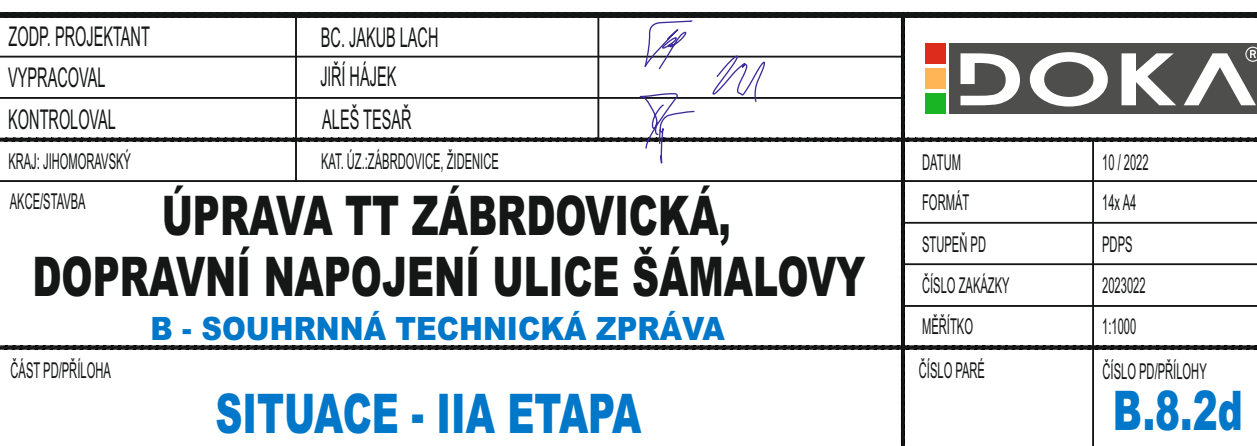 ZODP. PROJEKTANT BC. JAKUB LACH
VYPRACOVAL JIŘÍ HÁJEK
KONTROLOVAL ALEŠ TESAŘ
DOKA®
KRAJ: JIHOMORAVSKÝ KAT. ÚZ.:ZÁBRDOVICE, ŽIDENICE
AKCE/STAVBA
ÚPRAVA TT ZÁBRDOVICKÁ,
DOPRAVNÍ NAPOJENÍ ULICE ŠÁMALOVY
B - SOUHRNNÁ TECHNICKÁ ZPRÁVA
DATUM 10 / 2022
FORMÁT 14x A4
STUPEŇ PD PDPS
ČÍSLO ZAKÁZKY 2023022
MĚŘÍTKO 1:1000
ČÁST PD/PŘÍLOHA
SITUACE - IIA ETAPA
ČÍSLO PARÉ
ČÍSLO PD/PŘÍLOHY
B.8.2d